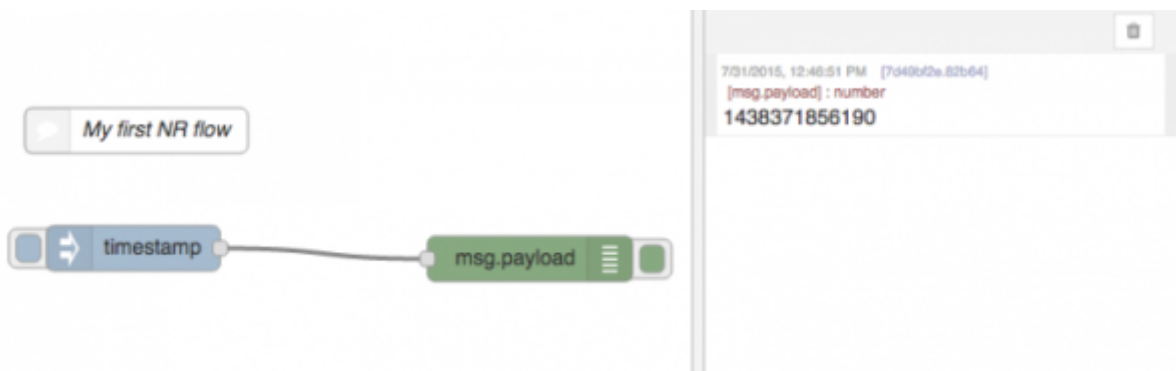 My first NR flow
timestamp
msg.payload
7/31/2015, 12:46:51 PM [7d49bf2e.82b64]
[msg.payload] : number
1438371856190